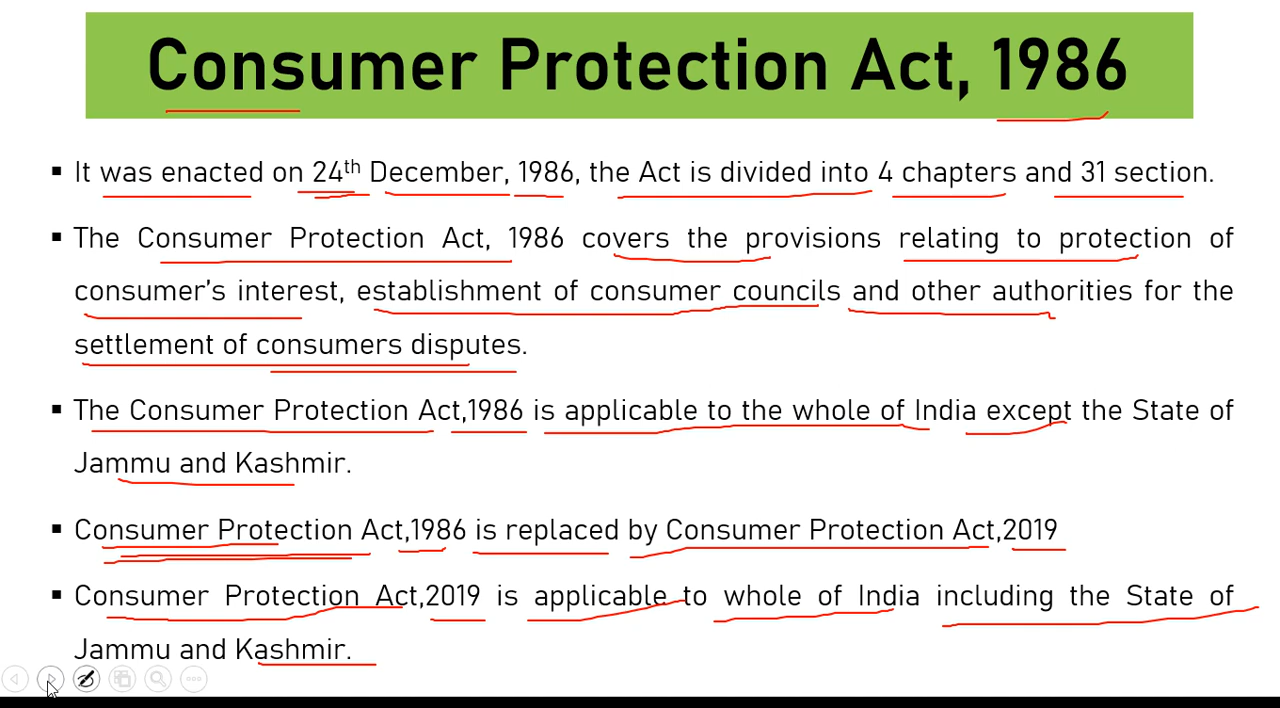 Consumer Protection Act, 1986
▪ It was enacted on 24th December, 1986, the Act is divided into 4 chapters and 31 section.
▪ The Consumer Protection Act, 1986 covers the provisions relating to protection of
consumer's interest, establishment of consumer councils and other authorities for the
settlement of consumers disputes.
▪ The Consumer Protection Act,1986 is applicable to the whole of India except the State of
Jammu and Kashmir.
▪ Consumer Protection Act,1986 is replaced by Consumer Protection Act,2019
▪ Consumer Protection Act,2019 is applicable to whole of India including the State of
Jammu and Kashmir.